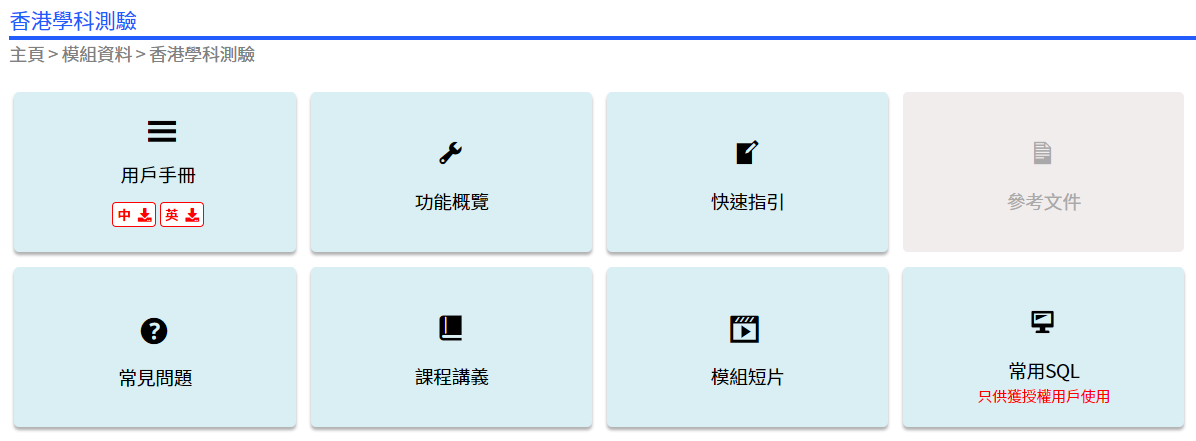 香港學科測驗
主頁 > 模組資料 > 香港學科測驗
用戶手冊
中 英
功能概覽
快速指引
參考文件
常見問題
課程講義
模組短片
常用SQL
只供獲授權用戶使用